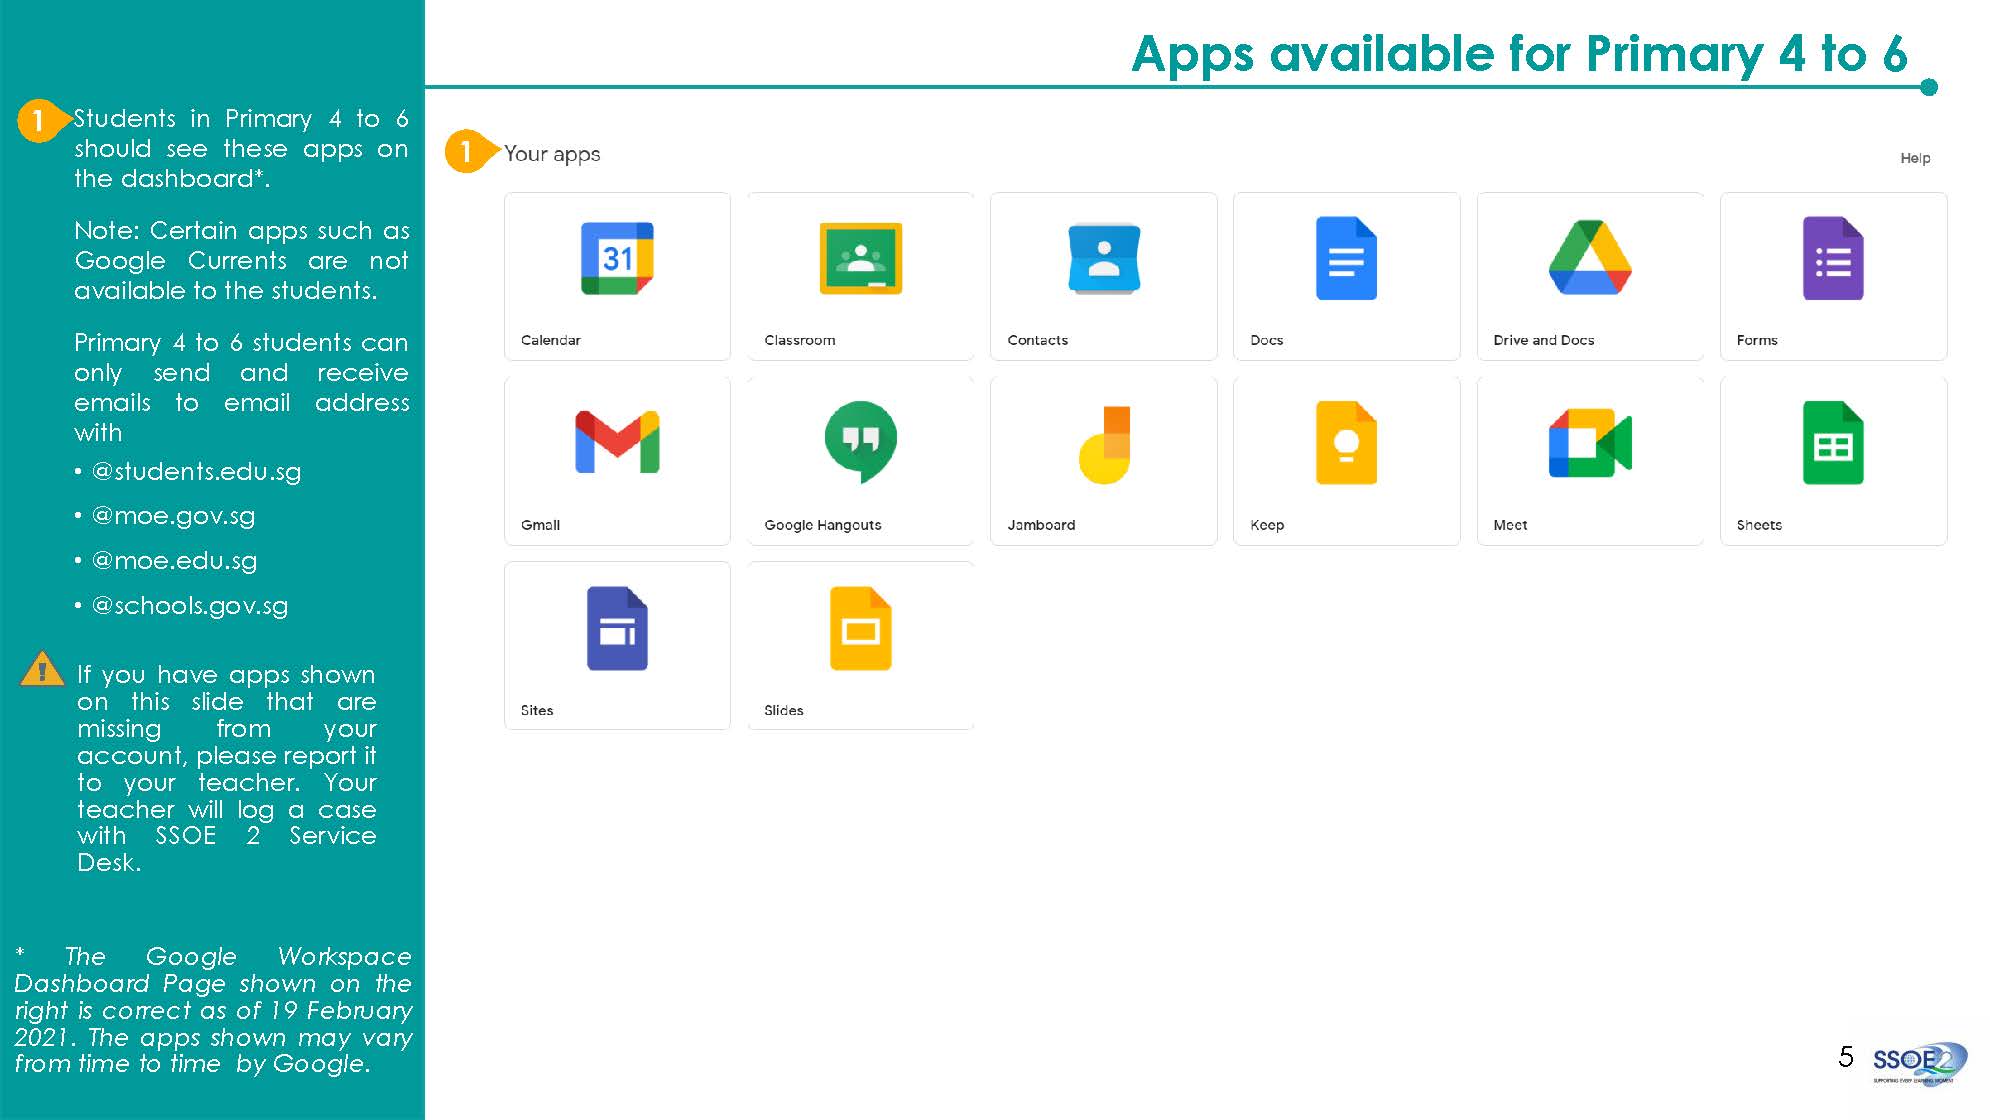 Apps available for Primary 4 to 6
1
Students in Primary 4 to 6
should see these apps on
the dashboard*.
Note: Certain apps such as
Google Currents are not
available to the students.
Primary 4 to 6 students can
only send and receive
emails to email address
with
• @students.edu.sg
• @moe.gov.sg
• @moe.edu.sg
• @schools.gov.sg
!
If you have apps shown
on this slide that are
missing from your
account, please report it
to your teacher. Your
teacher will log a case
with SSOE 2 Service
Desk.
* The Google Workspace
Dashboard Page shown on the
right is correct as of 19 February
2021. The apps shown may vary
from time to time by Google.
1
Your apps
Help
31
Calendar
Classroom
Contacts
Docs
Drive and Docs
Forms
Gmail
Google Hangouts
Jamboard
Keep
Meet
Sheets
Sites
Slides
5
SSOE2
SUPPORTING EVERY LEARNING MOMENT